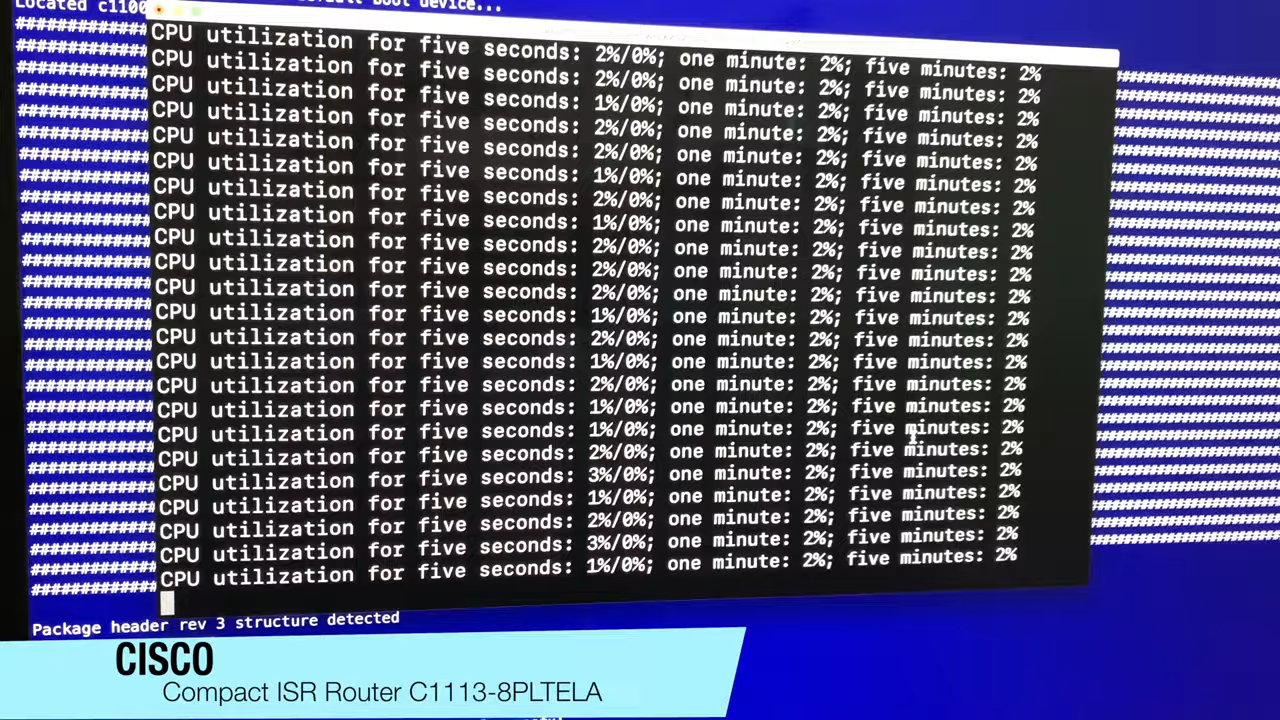 Located c1100
boot device...
CPU utilization for five seconds: 2%/0%; one minute: 2%; five minutes: 2%
CPU utilization for five seconds: 2%/0%; one minute: 2%; five minutes: 2%
CPU utilization for five seconds: 1%/0%; one minute: 2%; five minutes: 2%
CPU utilization for five seconds: 2%/0%; one minute: 2%; five minutes: 2%
CPU utilization for five seconds: 2%/0%; one minute: 2%; five minutes: 2%
CPU utilization for five seconds: 1%/0%; one minute: 2%; five minutes: 2%
CPU utilization for five seconds: 2%/0%; one minute: 2%; five minutes: 2%
CPU utilization for five seconds: 1%/0%; one minute: 2%; five minutes: 2%
CPU utilization for five seconds: 2%/0%; one minute: 2%; five minutes: 2%
CPU utilization for five seconds: 2%/0%; one minute: 2%; five minutes: 2%
CPU utilization for five seconds: 2%/0%; one minute: 2%; five minutes: 2%
CPU utilization for five seconds: 1%/0%; one minute: 2%; five minutes: 2%
CPU utilization for five seconds: 2%/0%; one minute: 2%; five minutes: 2%
CPU utilization for five seconds: 1%/0%; one minute: 2%; five minutes: 2%
CPU utilization for five seconds: 2%/0%; one minute: 2%; five minutes: 2%
CPU utilization for five seconds: 1%/0%; one minute: 2%; five minutes: 2%
CPU utilization for five seconds: 1%/0%; one minute: 2%; five minutes: 2%
CPU utilization for five seconds: 2%/0%; one minute: 2%; five minutes: 2%
CPU utilization for five seconds: 3%/0%; one minute: 2%; five minutes: 2%
CPU utilization for five seconds: 1%/0%; one minute: 2%; five minutes: 2%
CPU utilization for five seconds: 2%/0%; one minute: 2%; five minutes: 2%
CPU utilization for five seconds: 3%/0%; one minute: 2%; five minutes: 2%
CPU utilization for five seconds: 1%/0%; one minute: 2%; five minutes: 2%
Package header rev 3 structure detected
CISCO
Compact ISR Router C1113-8PLTELA